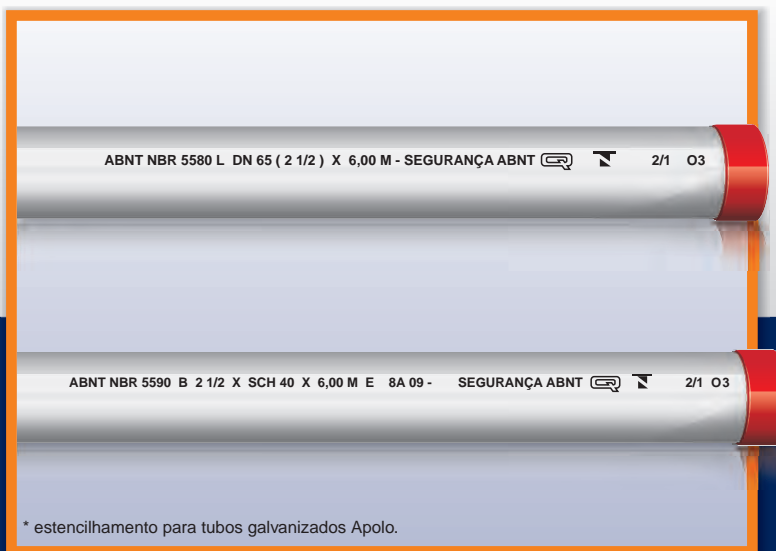 ABNT NBR 5580 L DN 65 ( 2 1/2 ) X 6,00 M - SEGURANÇA ABNT 2/1 O3
ABNT NBR 5590 B 2 1/2 X SCH 40 X 6,00 M E 8A 09 - SEGURANÇA ABNT 2/1 O3
* estencilhamento para tubos galvanizados Apolo.